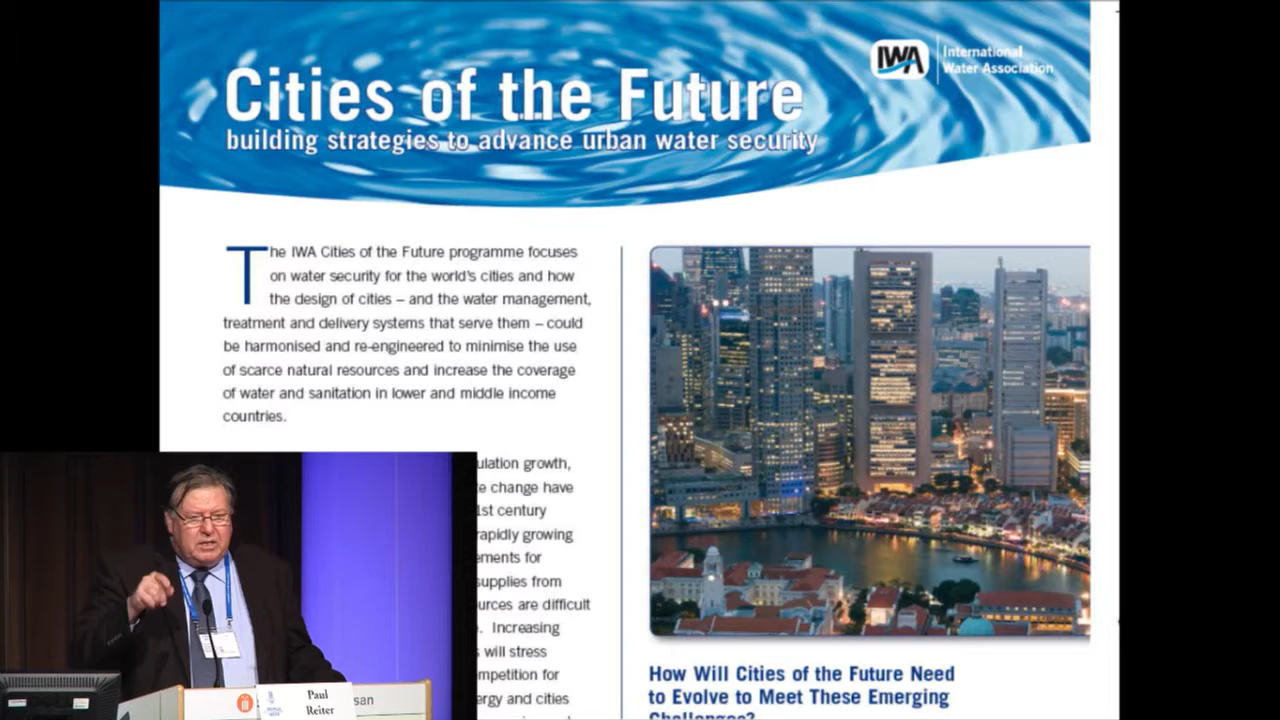 Cities of the Future
building strategies to advance urban water security
IWA
International
Water Association
The IWA Cities of the Future programme focuses
on water security for the world's cities and how
the design of cities – and the water management,
treatment and delivery systems that serve them – could
be harmonised and re-engineered to minimise the use
of scarce natural resources and increase the coverage
of water and sanitation in lower and middle income
countries.
ulation growth,
change have
1st century
rapidly growing
ements for
supplies from
urces are difficult
. Increasing
will stress
mpetition for
ergy and cities
How Will Cities of the Future Need
to Evolve to Meet These Emerging
Challenges?
Paul
Reiter
san